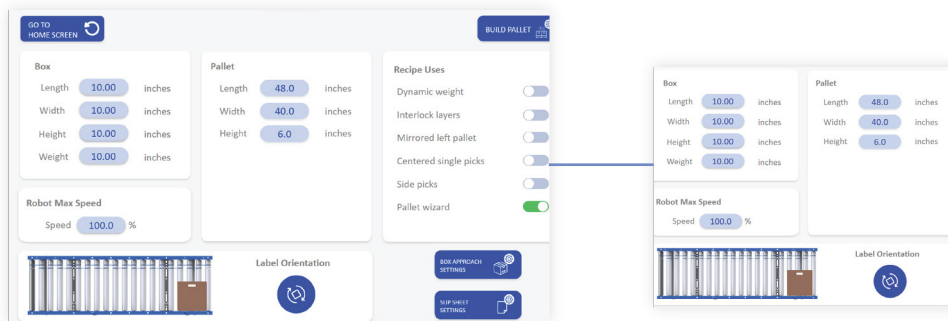 GO TO
HOME SCREEN
BUILD PALLET
Box
Length 10.00 inches
Width 10.00 inches
Height 10.00 inches
Weight 10.00 inches
Pallet
Length 48.0 inches
Width 40.0 inches
Height 6.0 inches
Recipe Uses
Dynamic weight
Interlock layers
Mirrored left pallet
Centered single picks
Side picks
Pallet wizard
Robot Max Speed
Speed 100.0 %
Label Orientation
BOX APPROACH
SETTINGS
SLIP SHEET
SETTINGS
Box
Length 10.00 inches
Width 10.00 inches
Height 10.00 inches
Weight 10.00 inches
Pallet
Length 48.0 inches
Width 40.0 inches
Height 6.0 inches
Robot Max Speed
Speed 100.0 %
Label Orientation